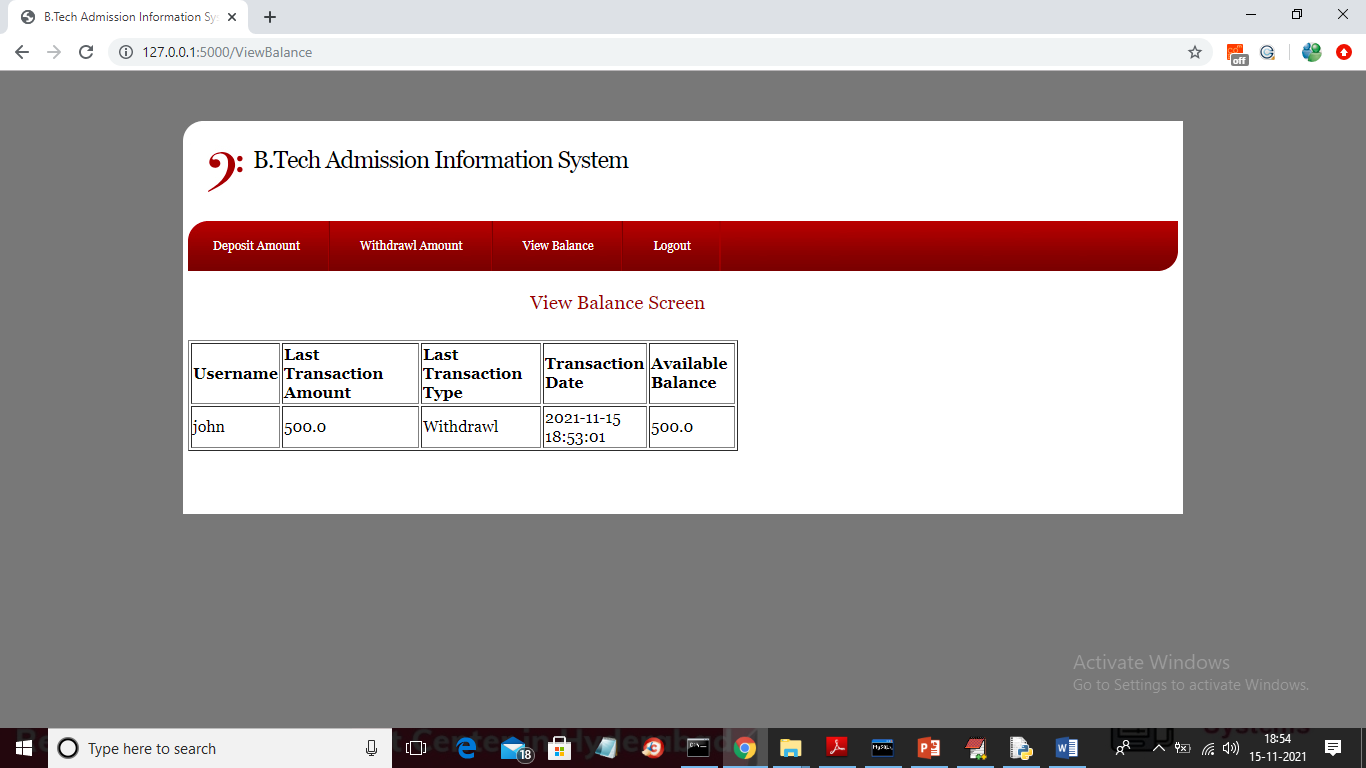 B.Tech Admission Information Sy
127.0.0.1:5000/ViewBalance
off
B.Tech Admission Information System
Deposit Amount
Withdrawl Amount
View Balance
Logout
View Balance Screen
Username
Last Transaction Amount
Last Transaction Type
Transaction Date
Available Balance
john
500.0
Withdrawl
2021-11-15 18:53:01
500.0
Activate Windows
Go to Settings to activate Windows.
Type here to search
18
MySQL
18:54
15-11-2021